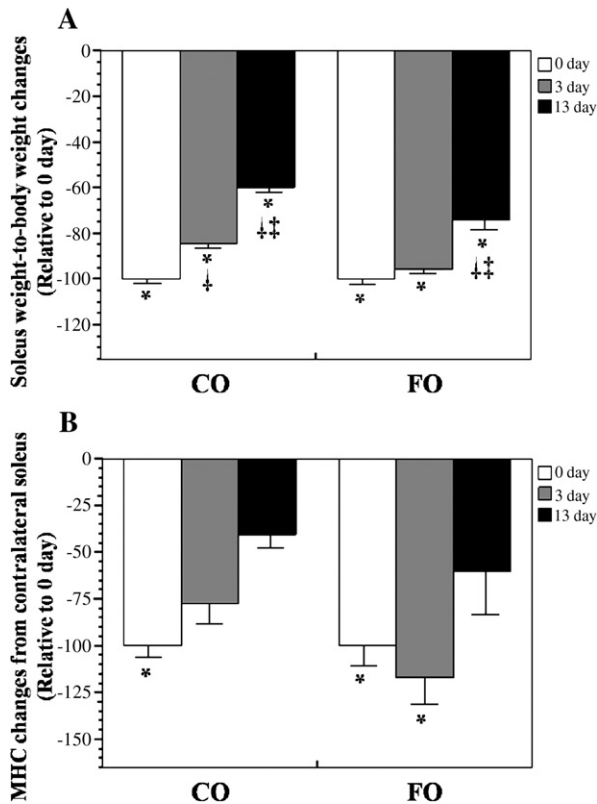 A
Soleus weight-to-body weight changes
(Relative to 0 day)
0
-20
-40
-60
-80
-100
-120
0 day
3 day
13 day
*
*
†
*
†‡
*
*
*
†‡
CO
FO
B
MHC changes from contralateral soleus
(Relative to 0 day)
0
-25
-50
-75
-100
-125
-150
0 day
3 day
13 day
*
*
*
CO
FO